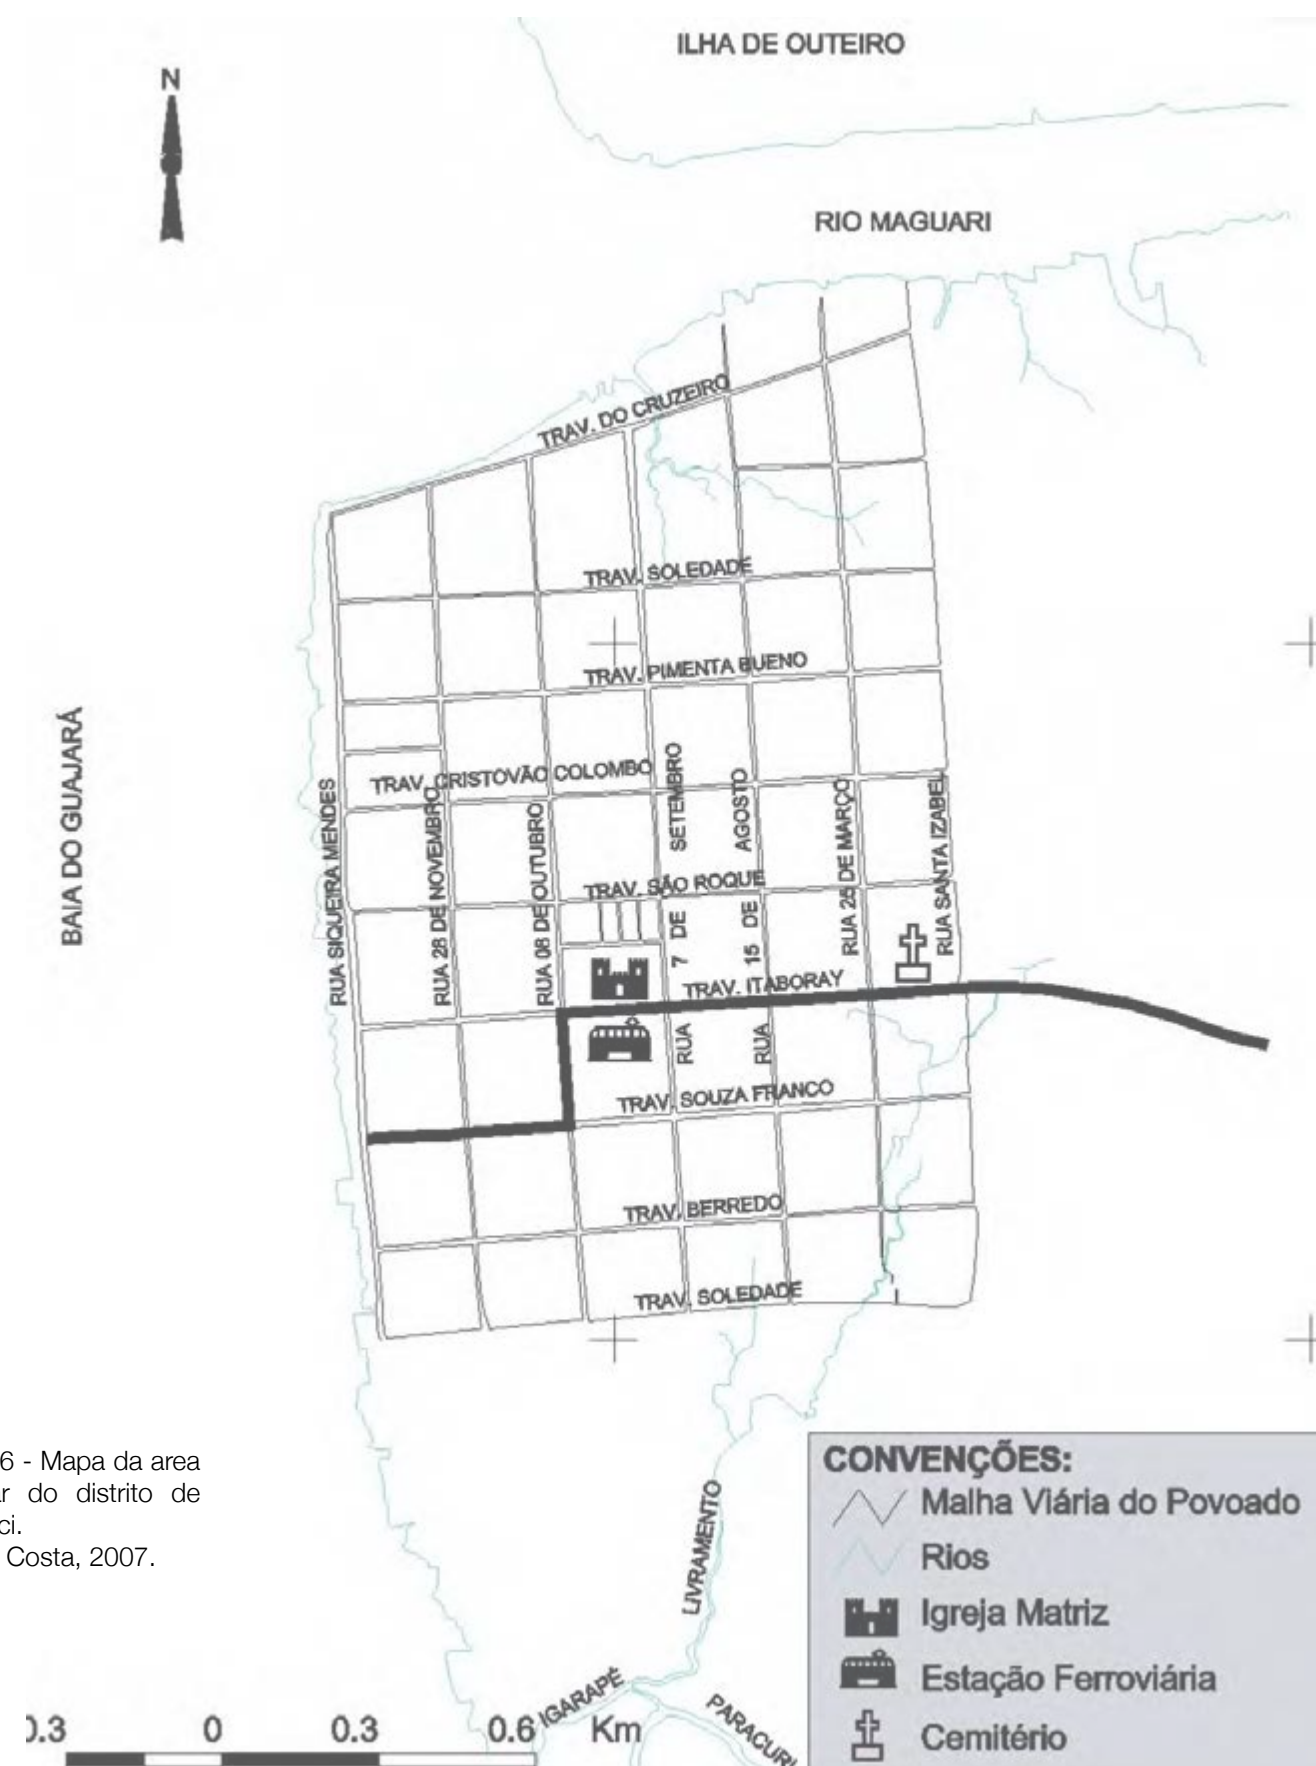 ILHA DE OUTEIRO
N
RIO MAGUARI
TRAV. DO CRUZEIRO
TRAV. SOLEDADE
TRAV. PIMENTA BUENO
BAIA DO GUAJARÁ
TRAV. CRISTOVÃO COLOMBO
RUA SIQUEIRA MENDES
RUA 28 DE NOVEMBRO
RUA 08 DE OUTUBRO
RUA 7 DE SETEMBRO
RUA 15 DE AGOSTO
RUA 25 DE MARÇO
RUA SANTA IZABEL
TRAV. SÃO ROQUE
TRAV. ITABORAY
TRAV. SOUZA FRANCO
TRAV. BERREDO
TRAV. SOLEDADE
6 - Mapa da area
r do distrito de
ci.
Costa, 2007.
LIVRAMENTO
IGARAPÉ
PARACURI
0.3 0 0.3 0.6 Km
CONVENÇÕES:
Malha Viária do Povoado
Rios
Igreja Matriz
Estação Ferroviária
Cemitério